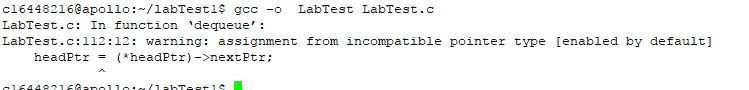 c16448216@apollo:~/labTest1$ gcc -o  LabTest LabTest.c
LabTest.c: In function ‘dequeue’:
LabTest.c:112:12: warning: assignment from incompatible pointer type [enabled by default]
    headPtr = (*headPtr)->nextPtr;
            ^
c16448216@apollo:~/labTest1$